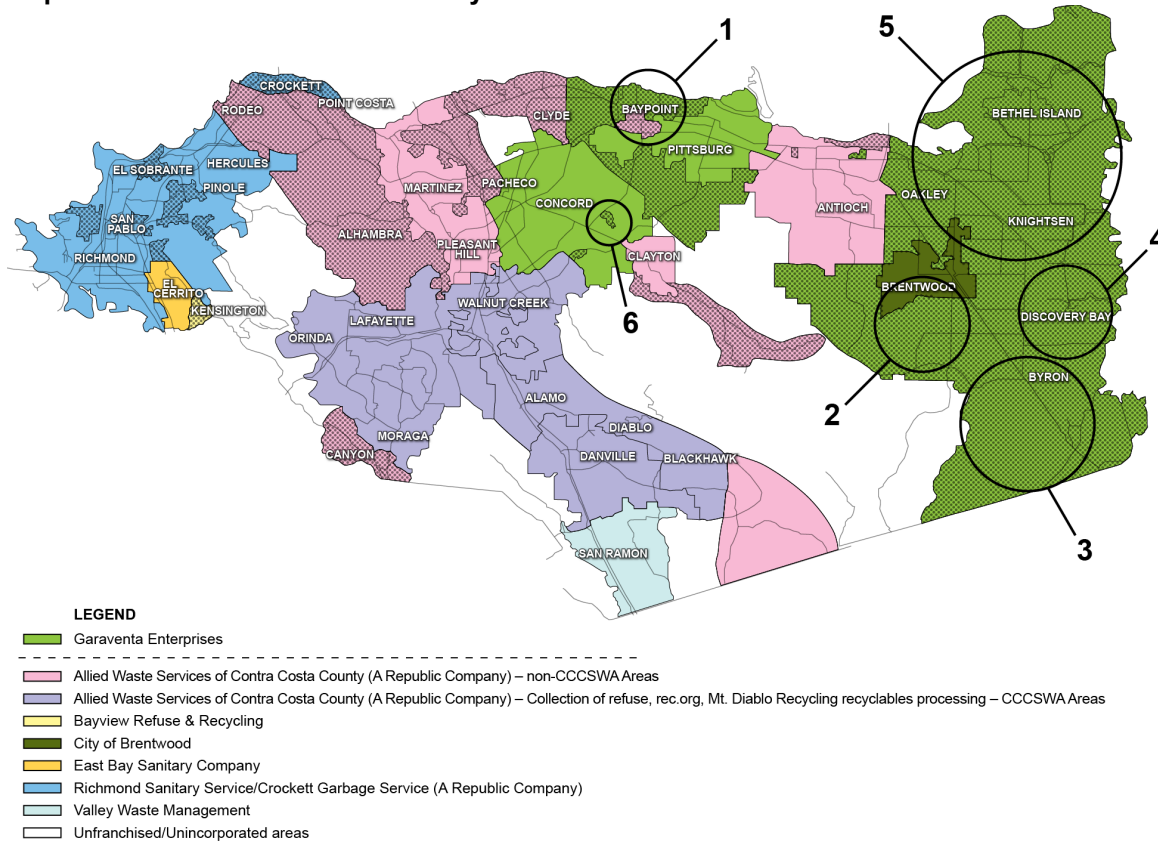 1
5
CROCKETT
RODEO
POINT COSTA
CLYDE
BAYPOINT
BETHEL ISLAND
PITTSBURG
EL SOBRANTE
HERCULES
PINOLE
MARTINEZ
PACHECO
CONCORD
OAKLEY
ANTIOCH
SAN
PABLO
KNIGHTSEN
ALHAMBRA
PLEASANT
HILL
CLAYTON
RICHMOND
4
EL
CERRITO
BRENTWOOD
KENSINGTON
WALNUT CREEK
6
DISCOVERY BAY
LAFAYETTE
ORINDA
BYRON
ALAMO
2
DIABLO
MORAGA
CANYON
DANVILLE
BLACKHAWK
SAN RAMON
3
LEGEND
Garaventa Enterprises
Allied Waste Services of Contra Costa County (A Republic Company) – non-CCCSWA Areas
Allied Waste Services of Contra Costa County (A Republic Company) – Collection of refuse, rec.org, Mt. Diablo Recycling recyclables processing – CCCSWA Areas
Bayview Refuse & Recycling
City of Brentwood
East Bay Sanitary Company
Richmond Sanitary Service/Crockett Garbage Service (A Republic Company)
Valley Waste Management
Unfranchised/Unincorporated areas